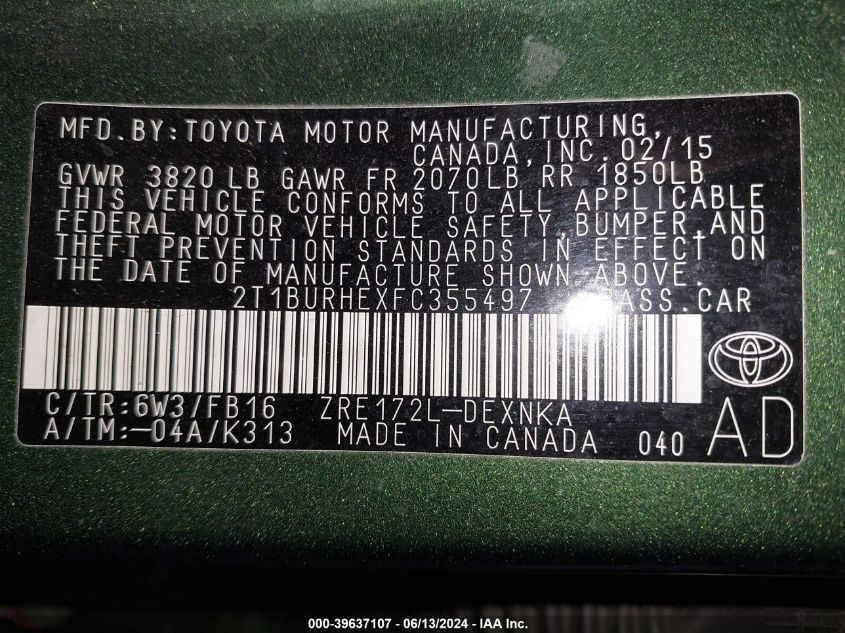 MFD.BY:TOYOTA MOTOR MANUFACTURING,
CANADA,INC. 02/15
GVWR 3820 LB GAWR FR 2070LB RR 1850LB
THIS VEHICLE CONFORMS TO ALL APPLICABLE
FEDERAL MOTOR VEHICLE SAFETY,BUMPER,AND
THEFT PREVENTION STANDARDS IN EFFECT ON
THE DATE OF MANUFACTURE SHOWN ABOVE.
2T1BURHEXFC355497 PASS.CAR
C/TR:6W3/FB16 ZRE172L-DEXNKA
A/TM:-04A/K313 MADE IN CANADA 040 AD
000-39637107 - 06/13/2024 - IAA Inc.